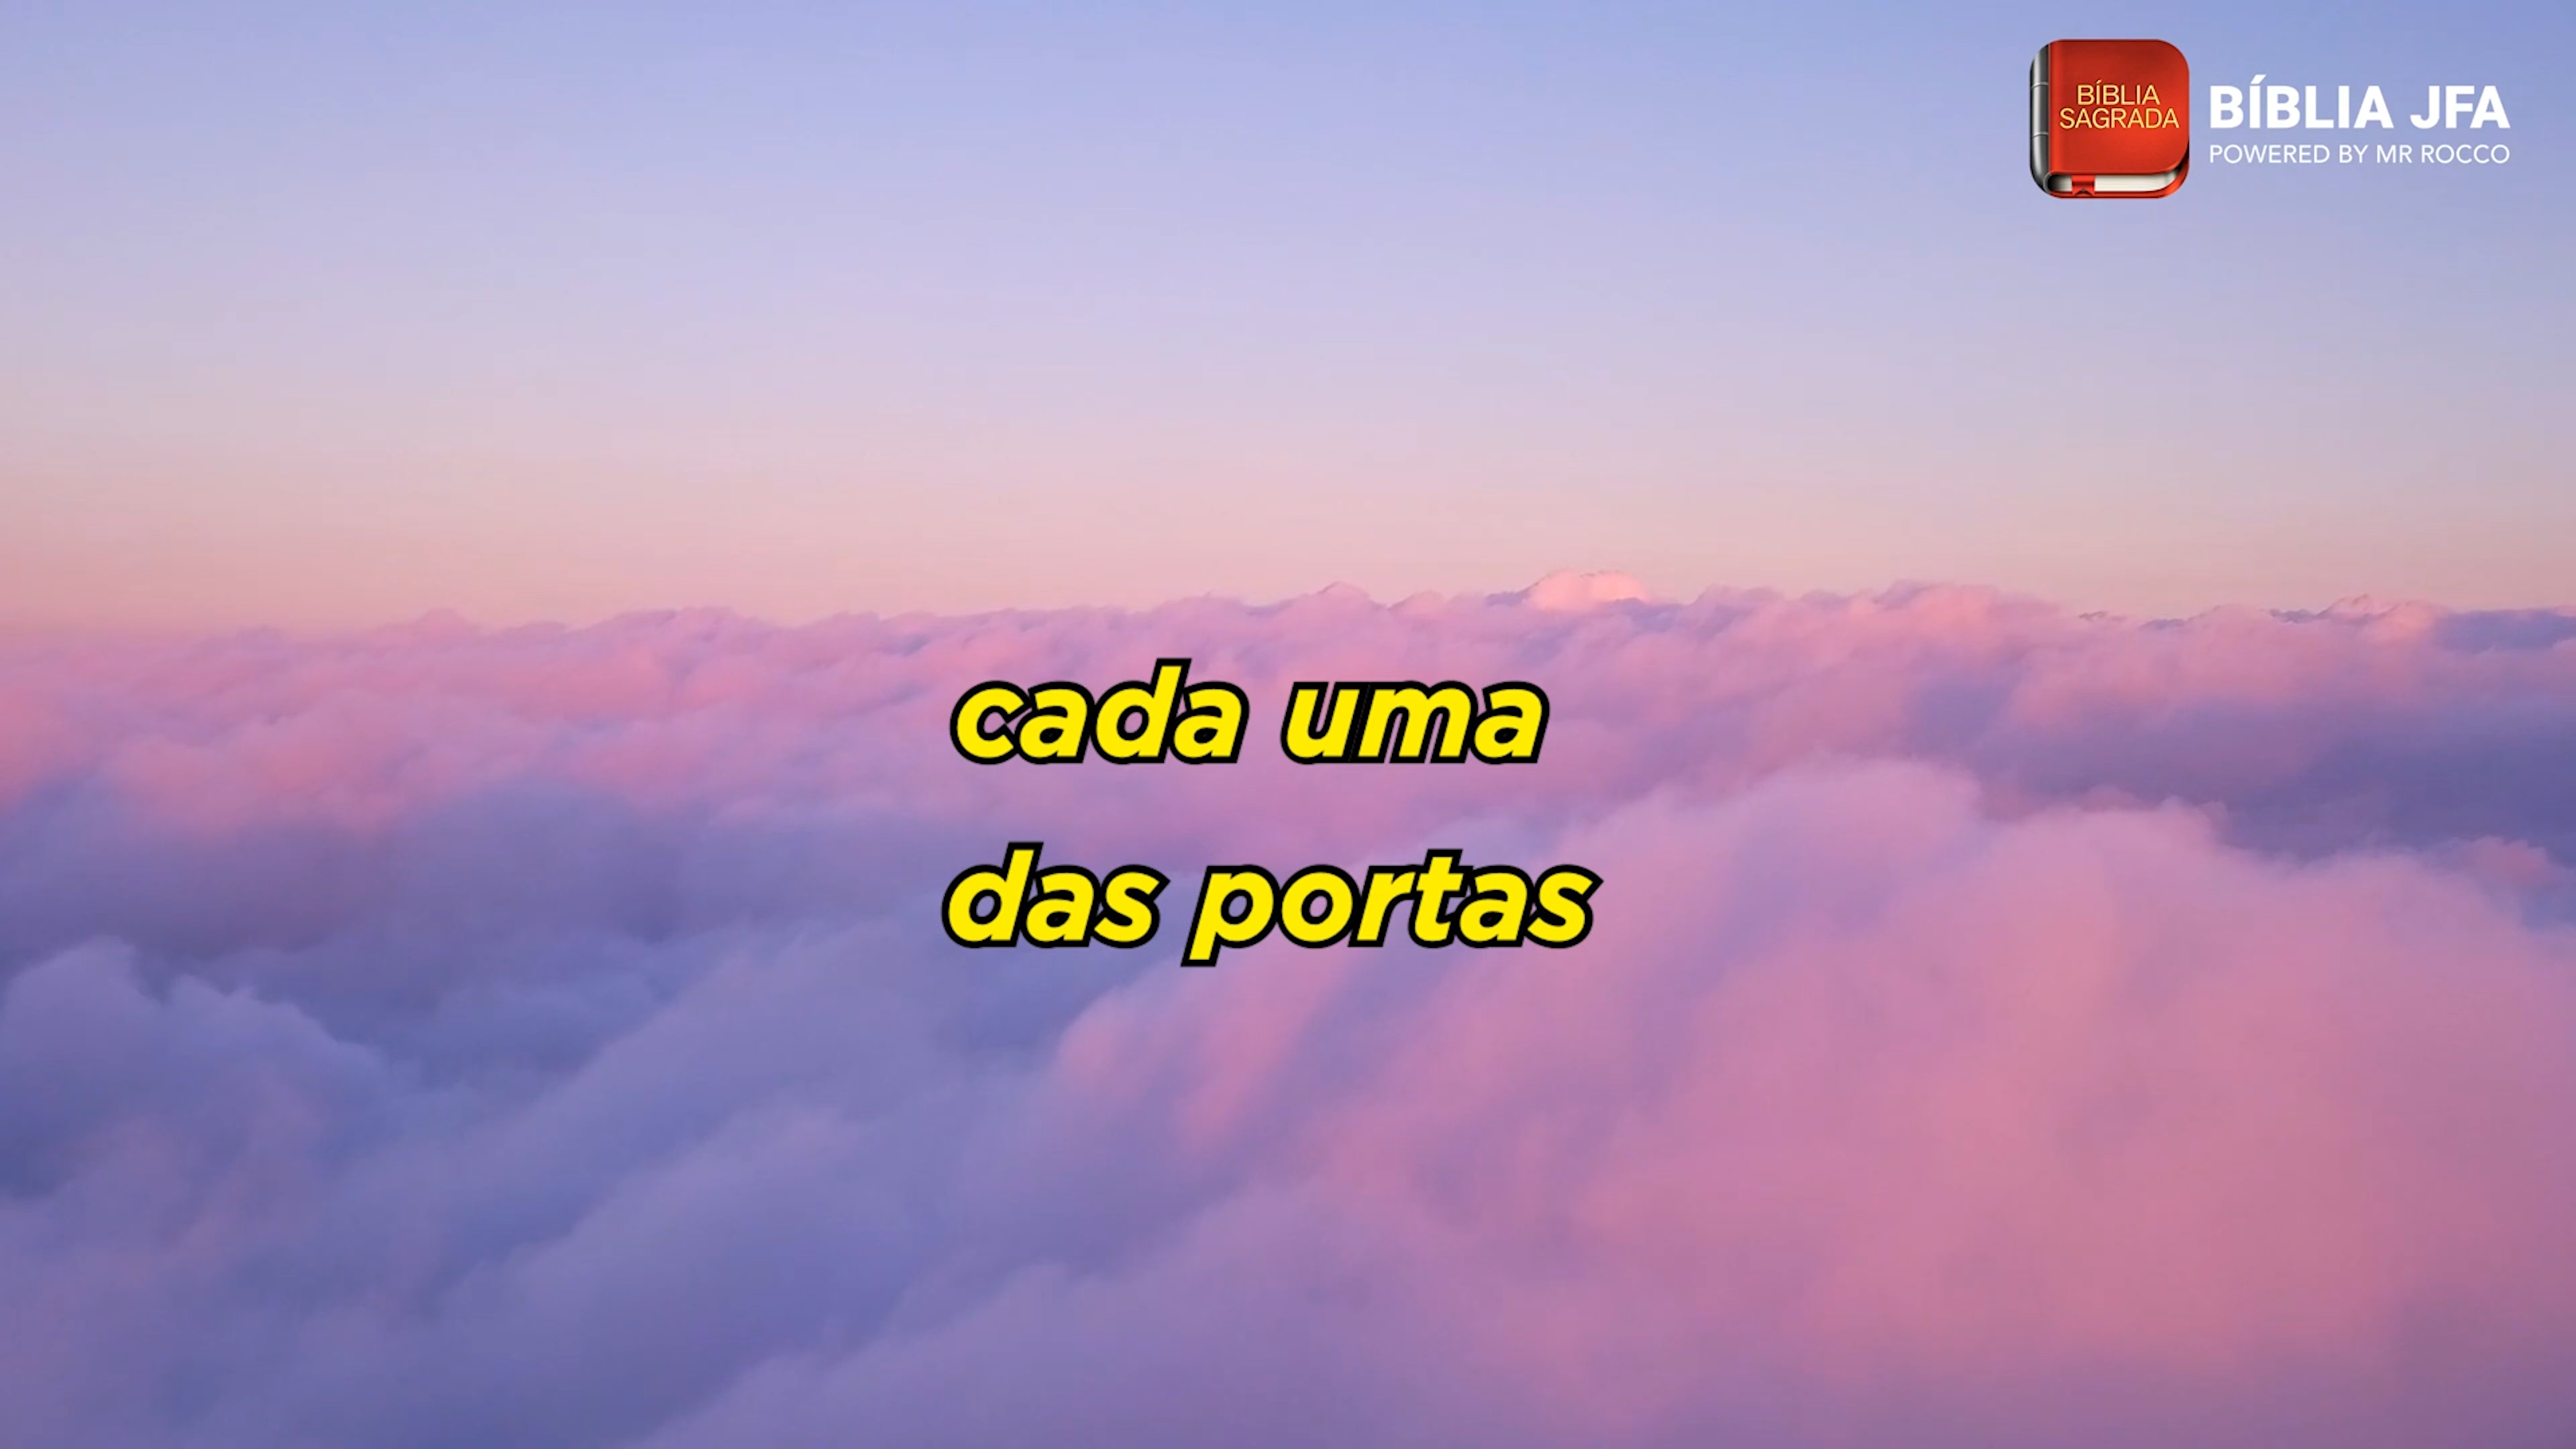 BÍBLIA
SAGRADA
BÍBLIA JFA
POWERED BY MR ROCCO
cada uma
das portas